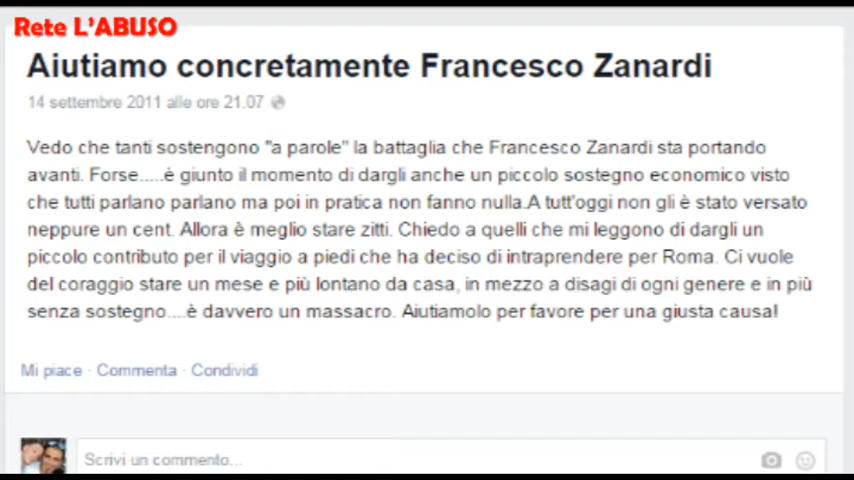 Rete L'ABUSO
Aiutiamo concretamente Francesco Zanardi
14 settembre 2011 alle ore 21.07
Vedo che tanti sostengono "a parole" la battaglia che Francesco Zanardi sta portando
avanti. Forse.....è giunto il momento di dargli anche un piccolo sostegno economico visto
che tutti parlano parlano ma poi in pratica non fanno nulla.A tutt'oggi non gli è stato versato
neppure un cent. Allora è meglio stare zitti. Chiedo a quelli che mi leggono di dargli un
piccolo contributo per il viaggio a piedi che ha deciso di intraprendere per Roma. Ci vuole
del coraggio stare un mese e più lontano da casa, in mezzo a disagi di ogni genere e in più
senza sostegno....è davvero un massacro. Aiutiamolo per favore per una giusta causa!
Mi piace · Commenta · Condividi
Scrivi un commento...